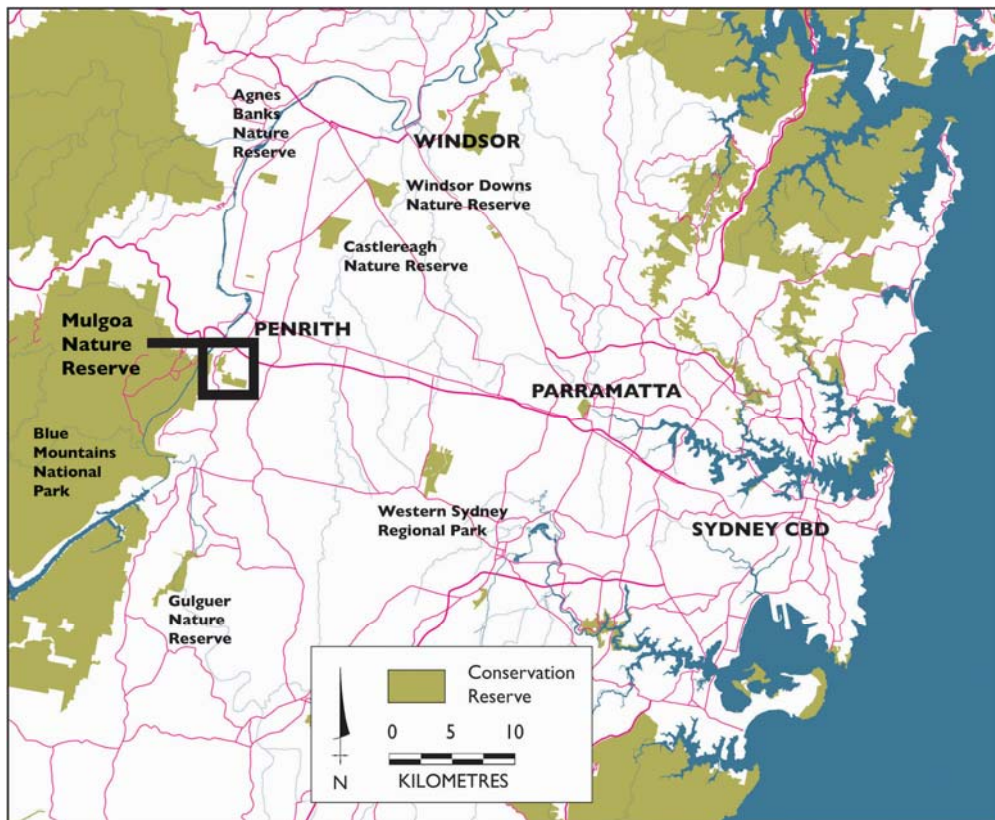 Agnes
Banks
Nature
Reserve
WINDSOR
Windsor Downs
Nature Reserve
Castlereagh
Nature Reserve
Mulgoa
Nature
Reserve
PENRITH
PARRAMATTA
Blue
Mountains
National
Park
Western Sydney
Regional Park
SYDNEY CBD
Gulguer
Nature
Reserve
Conservation
Reserve
0 5 10
KILOMETRES
N